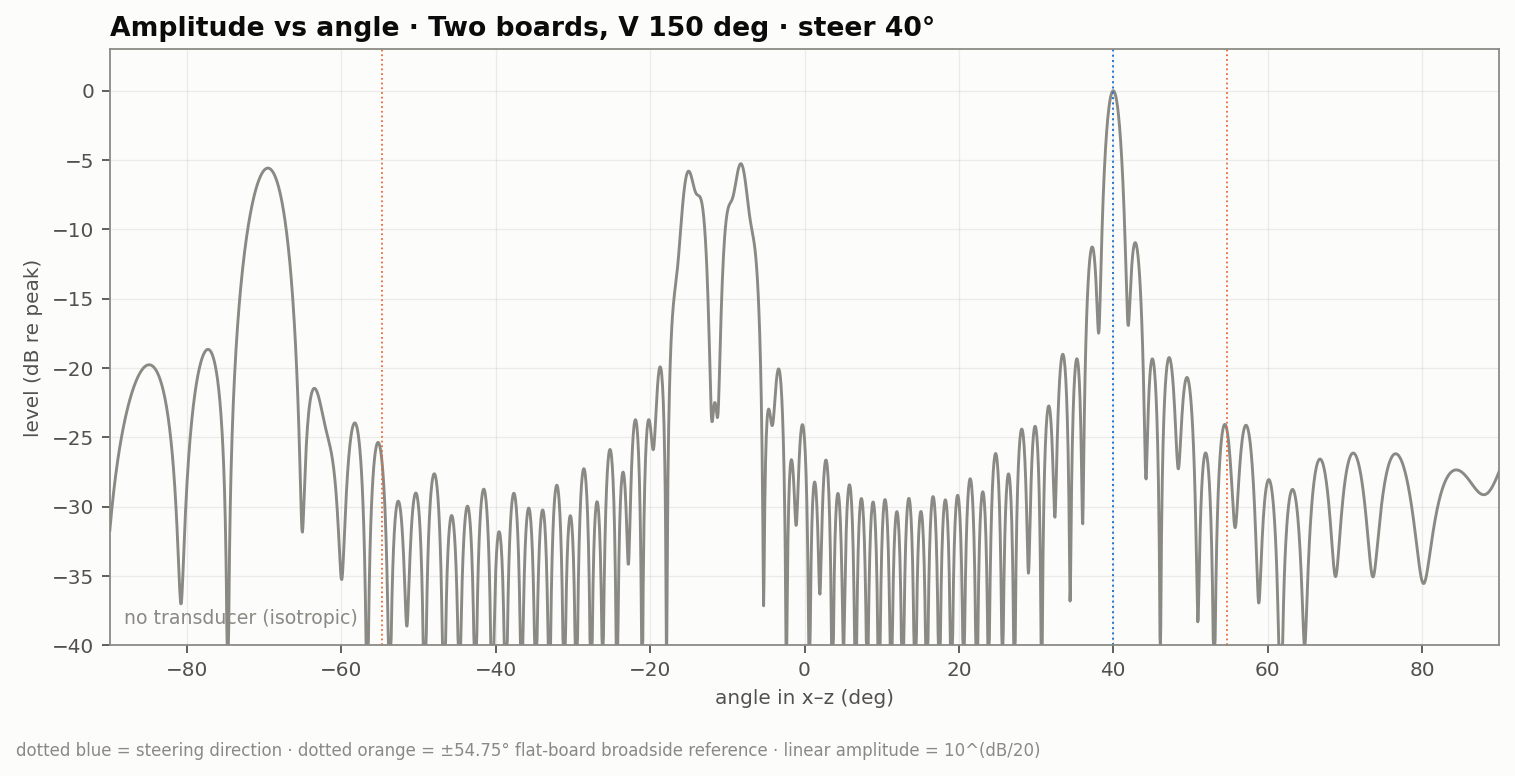 Amplitude vs angle · Two boards, V 150 deg · steer 40°
level (dB re peak)
0
−5
−10
−15
−20
−25
−30
−35
−40
no transducer (isotropic)
−80 −60 −40 −20 0 20 40 60 80
angle in x–z (deg)
dotted blue = steering direction · dotted orange = ±54.75° flat-board broadside reference · linear amplitude = 10^(dB/20)